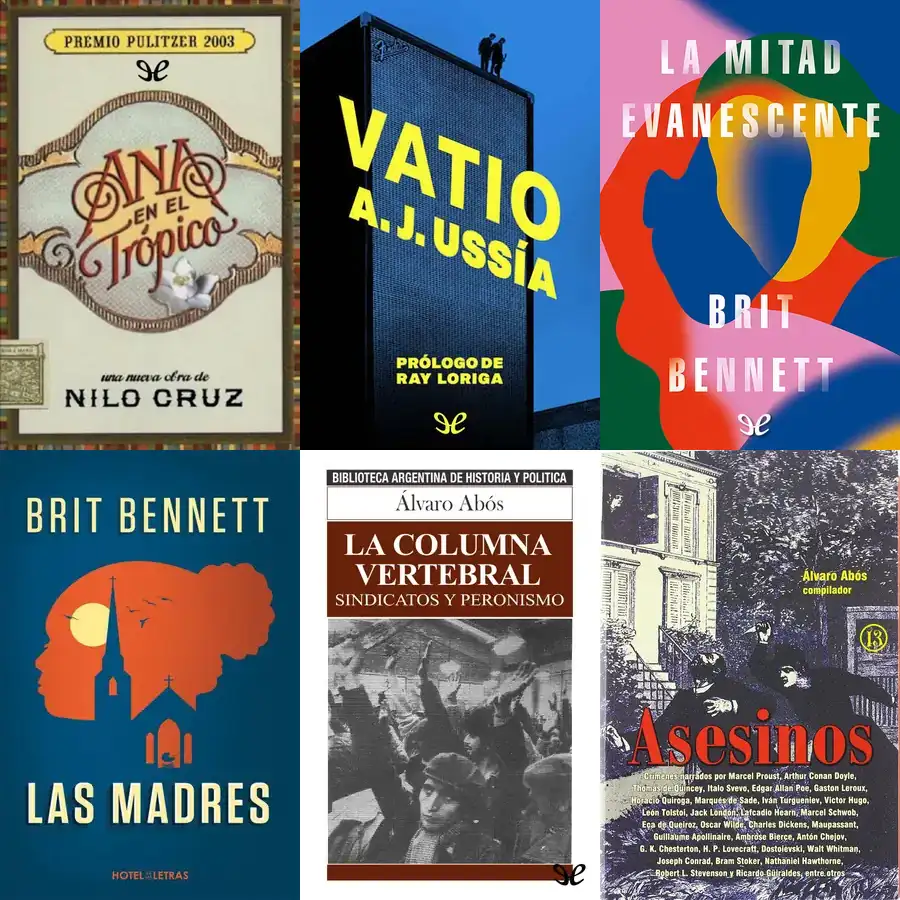 PREMIO PULITZER 2003
ANA
EN EL
Trópico
una nueva obra de
NILO CRUZ
VATIO
A. J. USSÍA
PRÓLOGO DE
RAY LORIGA
LA MITAD
EVANESCENTE
BRIT
BENNETT
BRIT BENNETT
LAS MADRES
HOTEL DE LAS LETRAS
BIBLIOTECA ARGENTINA DE HISTORIA Y POLITICA
Álvaro Abós
LA COLUMNA
VERTEBRAL
SINDICATOS Y PERONISMO
Álvaro Abós
compilador
13
Asesinos
Crímenes narrados por Marcel Proust, Arthur Conan Doyle,
Thomas de Quincey, Italo Svevo, Edgar Allan Poe, Gaston Leroux,
Horacio Quiroga, Marqués de Sade, Iván Turgueniev, Victor Hugo,
Leon Tolstoi, Jack London, Lafcadio Hearn, Marcel Schwob,
Eça de Queiroz, Oscar Wilde, Charles Dickens, Maupassant,
Guillaume Apollinaire, Ambrose Bierce, Antón Chejov,
G. K. Chesterton, H. P. Lovecraft, Dostoievski, Walt Whitman,
Joseph Conrad, Bram Stoker, Nathaniel Hawthorne,
Robert L. Stevenson y Ricardo Güiraldes, entre otros